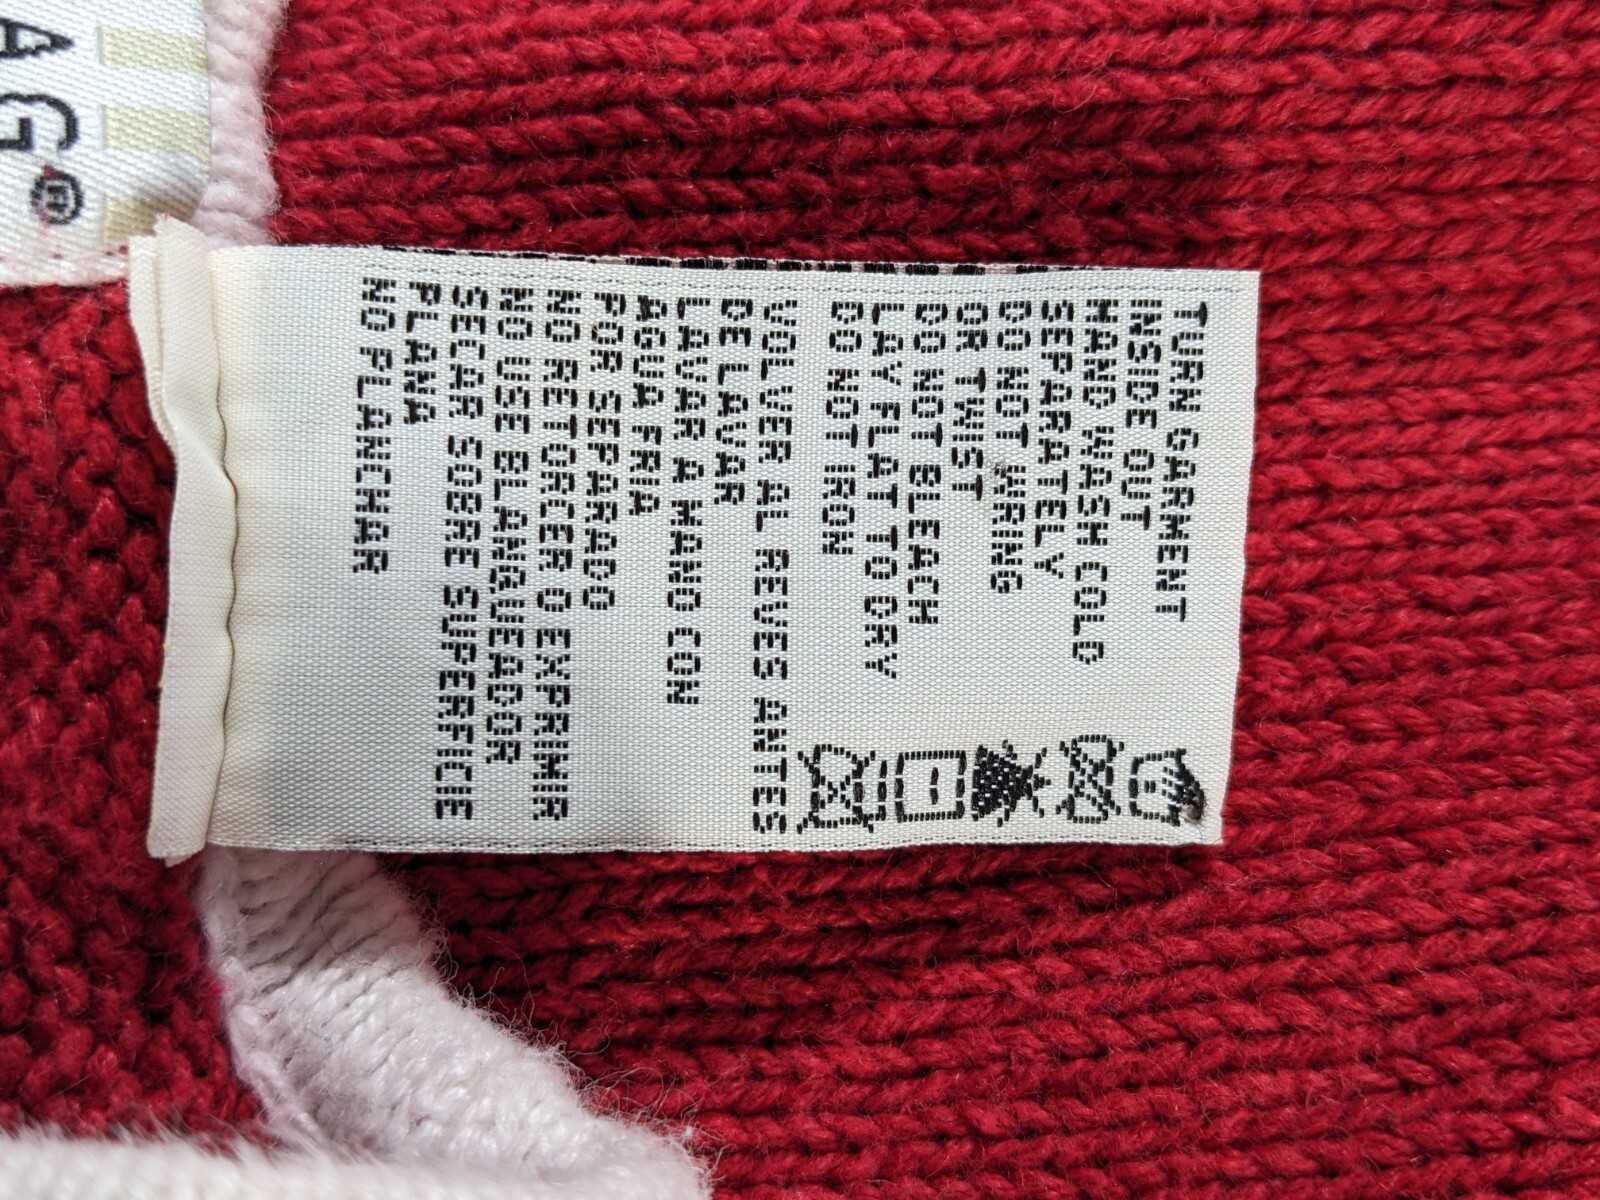 AG®
TURN GARMENT
INSIDE OUT
HAND WASH COLD
SEPARATELY
DO NOT WRING
OR TWIST
DO NOT BLEACH
LAY FLAT TO DRY
DO NOT IRON
VOLVER AL REVES ANTES
DE LAVAR
LAVAR A MANO CON
AGUA FRIA
POR SEPARADO
NO RETORCER O EXPRIMIR
NO USE BLANQUEADOR
SECAR SOBRE SUPERFICIE
PLANA
NO PLANCHAR